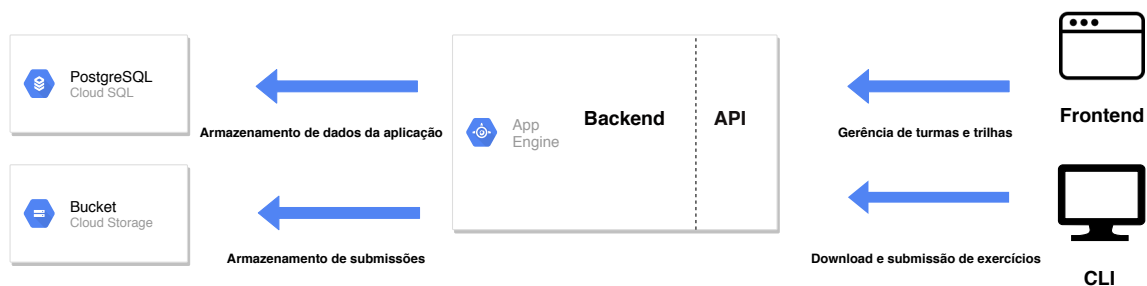 PostgreSQL
Cloud SQL
Armazenamento de dados da aplicação
Bucket
Cloud Storage
Armazenamento de submissões
App
Engine
Backend
API
Gerência de turmas e trilhas
Download e submissão de exercícios
Frontend
CLI